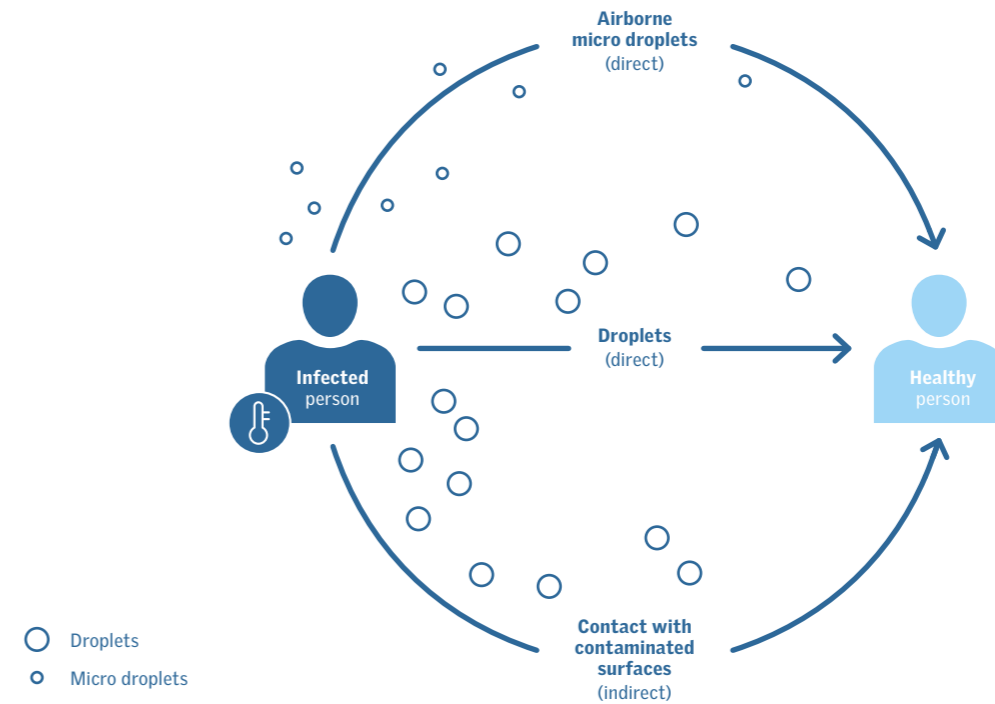 Airborne
micro droplets
(direct)
Droplets
(direct)
Infected
person
Healthy
person
Contact with
contaminated
surfaces
(indirect)
Droplets
Micro droplets